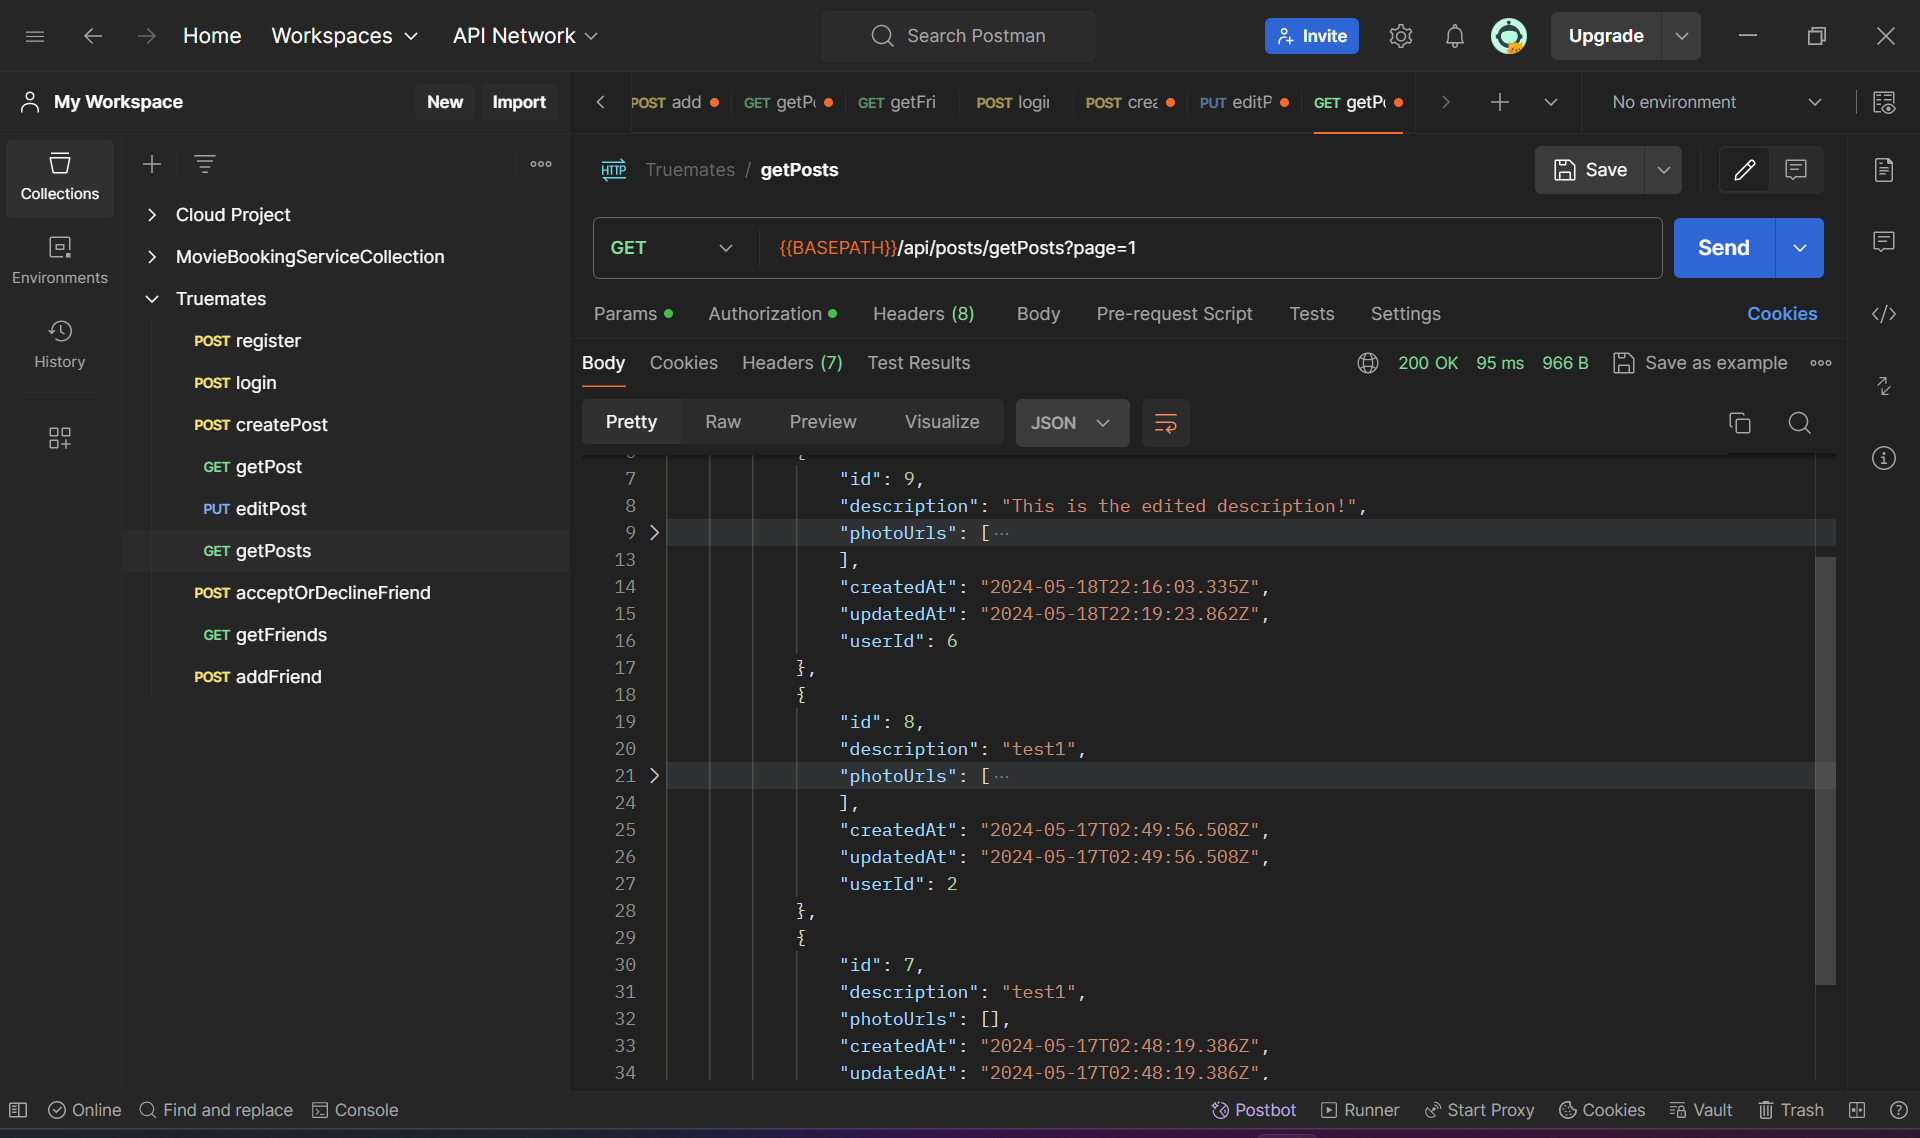 Home Workspaces API Network Search Postman Invite Upgrade
My Workspace New Import
POST add GET getPo GET getFri POST login POST crea PUT editP GET getPo No environment
Collections
Environments
History
Cloud Project
MovieBookingServiceCollection
Truemates
POST register
POST login
POST createPost
GET getPost
PUT editPost
GET getPosts
POST acceptOrDeclineFriend
GET getFriends
POST addFriend
HTTP Truemates / getPosts Save
GET {{BASEPATH}}/api/posts/getPosts?page=1 Send
Params Authorization Headers (8) Body Pre-request Script Tests Settings Cookies
Body Cookies Headers (7) Test Results 200 OK 95 ms 966 B Save as example
Pretty Raw Preview Visualize JSON
7 "id": 9,
8 "description": "This is the edited description!",
9 "photoUrls": [ ...
13 ],
14 "createdAt": "2024-05-18T22:16:03.335Z",
15 "updatedAt": "2024-05-18T22:19:23.862Z",
16 "userId": 6
17 },
18 {
19 "id": 8,
20 "description": "test1",
21 "photoUrls": [ ...
24 ],
25 "createdAt": "2024-05-17T02:49:56.508Z",
26 "updatedAt": "2024-05-17T02:49:56.508Z",
27 "userId": 2
28 },
29 {
30 "id": 7,
31 "description": "test1",
32 "photoUrls": [],
33 "createdAt": "2024-05-17T02:48:19.386Z",
34 "updatedAt": "2024-05-17T02:48:19.386Z",
Online Find and replace Console Postbot Runner Start Proxy Cookies Vault Trash